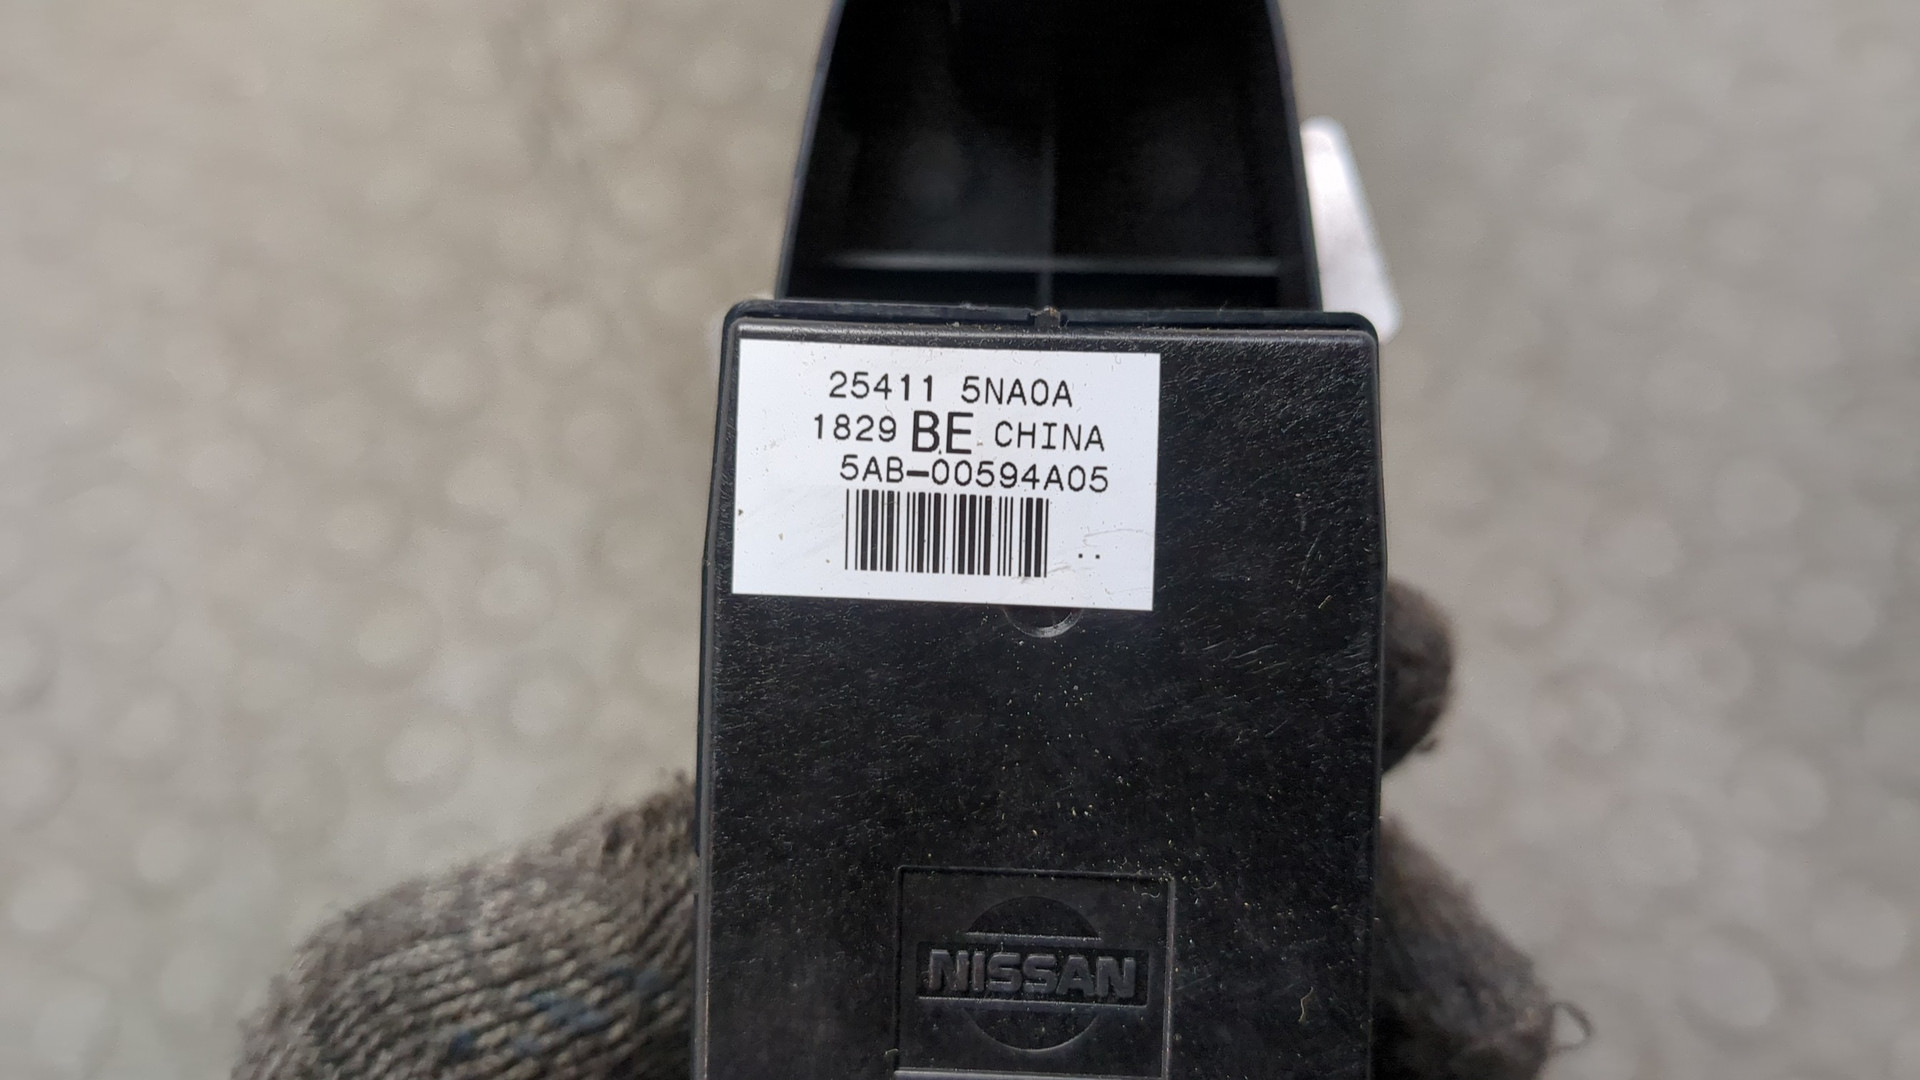 25411 5NA0A
1829 BE CHINA
5AB-00594A05
NISSAN